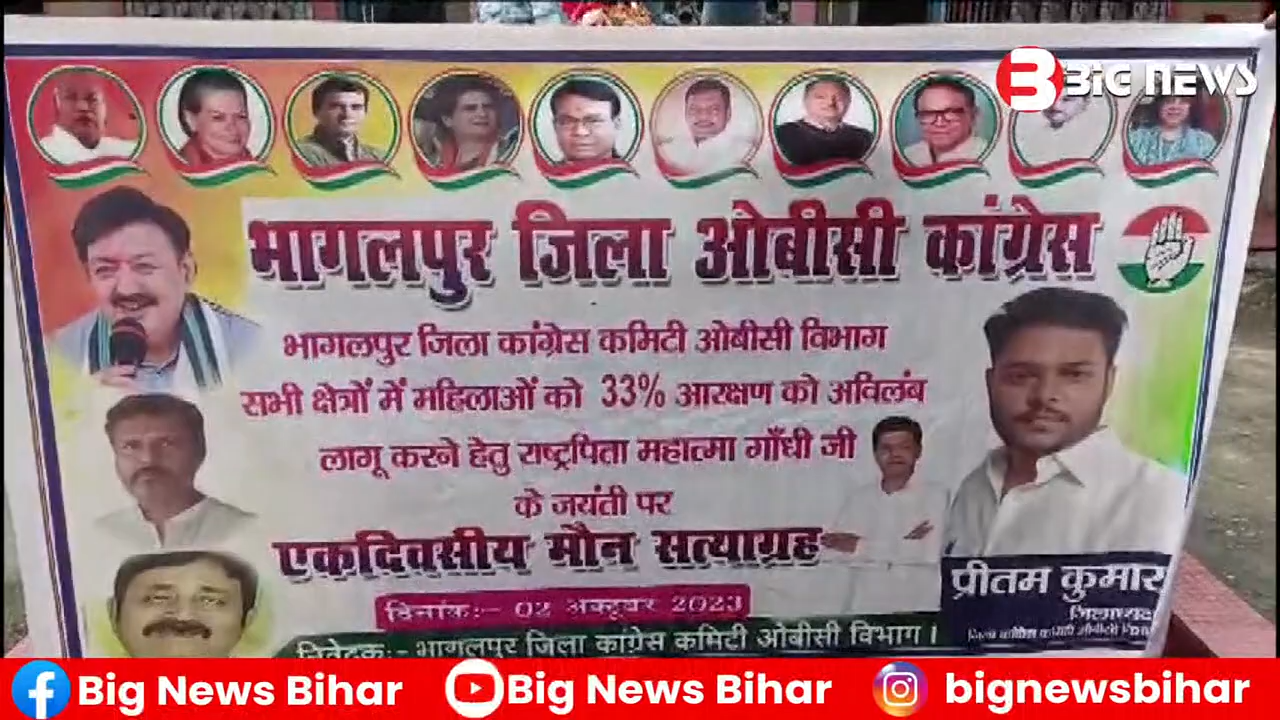 BIG NEWS
भागलपुर जिला ओबीसी कांग्रेस
भागलपुर जिला कांग्रेस कमिटी ओबीसी विभाग
सभी क्षेत्रों में महिलाओं को 33% आरक्षण को अविलंब
लागू करने हेतु राष्ट्रपिता महात्मा गाँधी जी
के जयंती पर
एकदिवसीय मौन सत्याग्रह
दिनांक:- 02 अक्टूबर 2023
निवेदक:- भागलपुर जिला कांग्रेस कमिटी ओबीसी विभाग।
प्रीतम कुमार
जिलाध्यक्ष
Big News Bihar
Big News Bihar
bignewsbihar